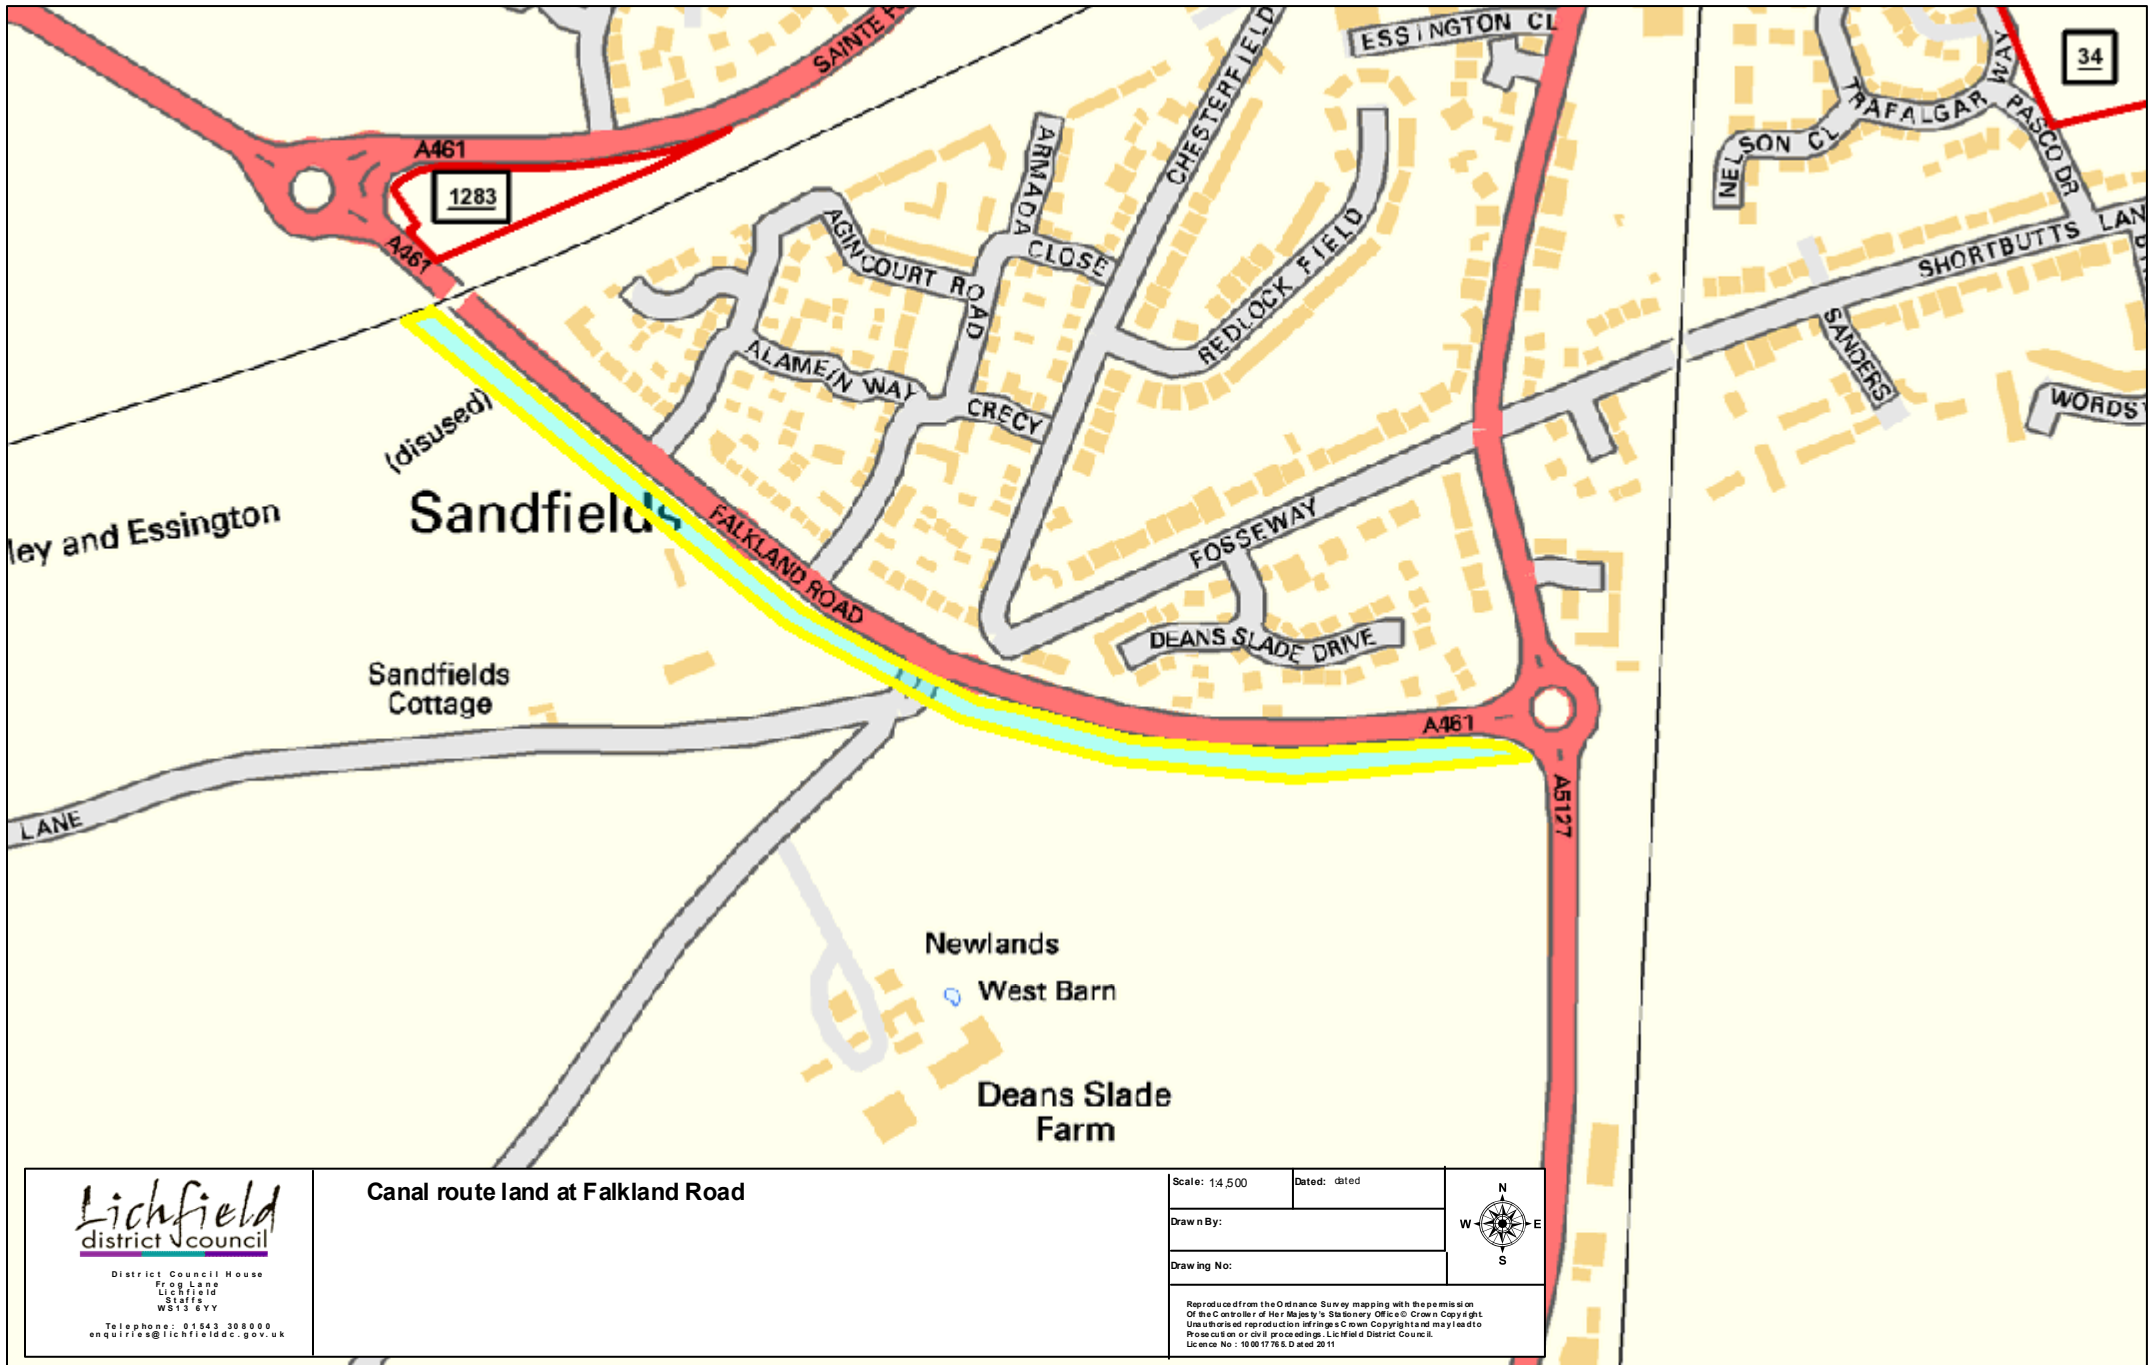 SAINTE F
ESSINGTON CL
34
A461
1283
A461
CHESTERFIELD
ARMADA
CLOSE
TRAFALGAR
WAY
NELSON CL
PASCO DR
AGINCOURT ROAD
REDLOCK FIELD
SHORTBUTTS LAN
SANDERS
WORDS
ALAMEIN WAY
CRECY
(disused)
Sandfields
ley and Essington
FALKLAND ROAD
FOSSEWAY
DEANS SLADE DRIVE
Sandfields
Cottage
A461
A5127
LANE
Newlands
West Barn
Deans Slade
Farm
Lichfield
district council
District Council House
Frog Lane
Lichfield
Staffs
WS13 6YY
Telephone: 01543 308000
enquiries@lichfielddc.gov.uk
Canal route land at Falkland Road
Scale: 1:4,500
Dated: dated
Drawn By:
Drawing No:
N
W E
S
Reproduced from the Ordnance Survey mapping with the permission
Of the Controller of Her Majesty's Stationery Office © Crown Copyright.
Unauthorised reproduction infringes Crown Copyright and may lead to
Prosecution or civil proceedings. Lichfield District Council.
Licence No : 100017765. Dated 2011